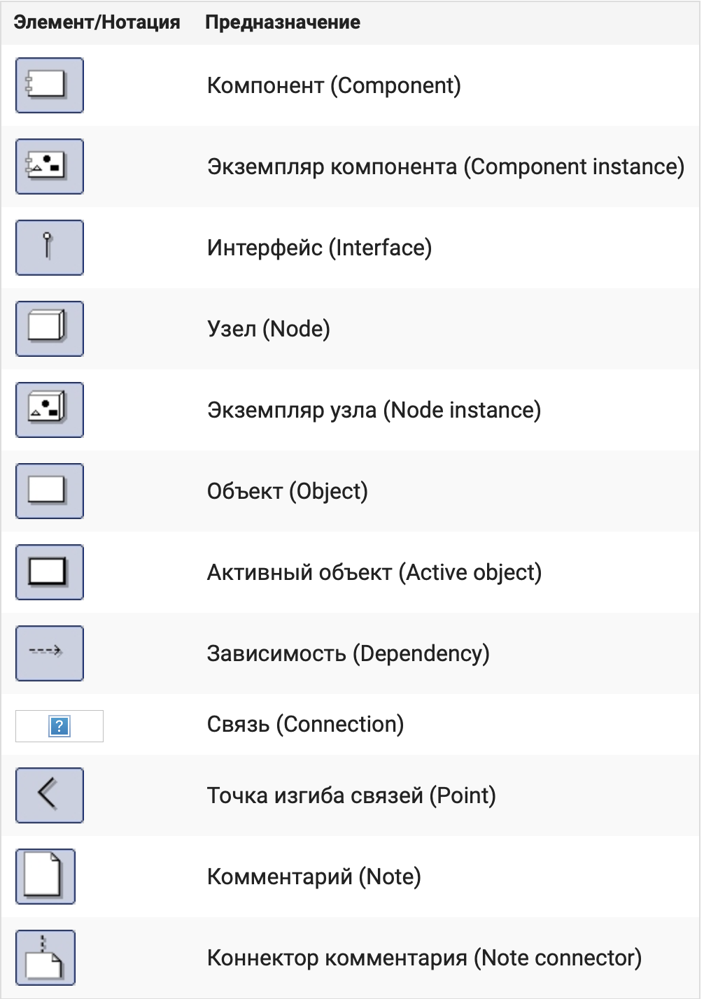 Элемент/Нотация Предназначение
Компонент (Component)
Экземпляр компонента (Component instance)
Интерфейс (Interface)
Узел (Node)
Экземпляр узла (Node instance)
Объект (Object)
Активный объект (Active object)
Зависимость (Dependency)
? Связь (Connection)
Точка изгиба связей (Point)
Комментарий (Note)
Коннектор комментария (Note connector)